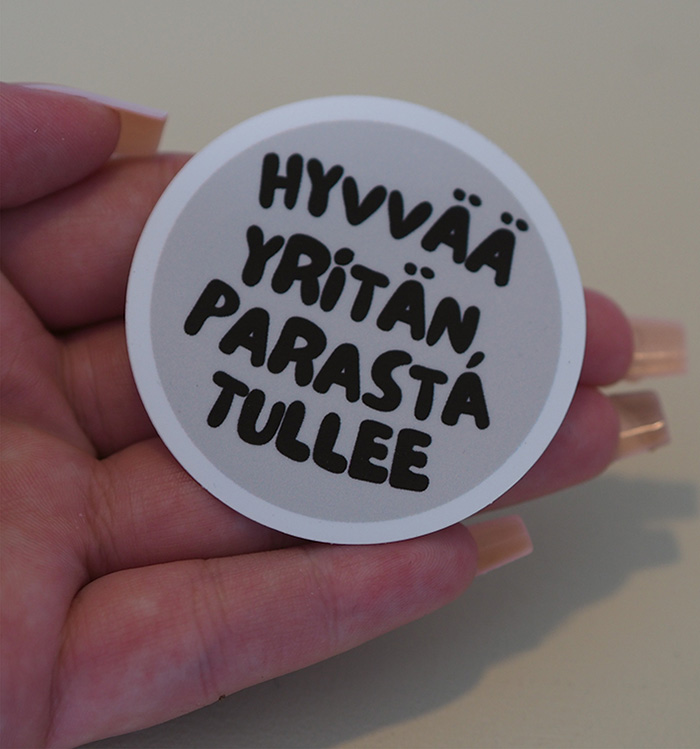 HYVVÄÄ
YRiTÄN,
PARASTA
TULLEE